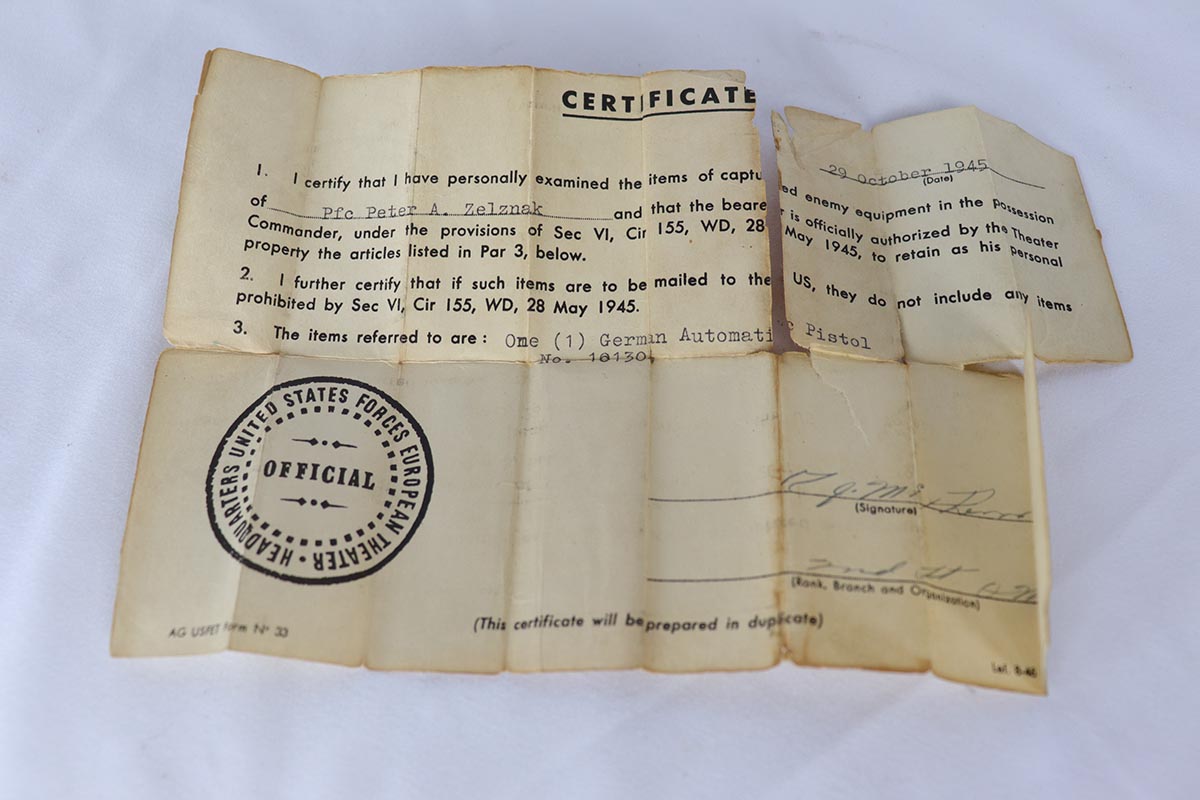 CERTIFICATE
29 October 1945
(Date)
1. I certify that I have personally examined the items of captured enemy equipment in the possession
of Pfc Peter A. Zelznak and that the bearer is officially authorized by the Theater
Commander, under the provisions of Sec VI, Cir 155, WD, 28 May 1945, to retain as his personal
property the articles listed in Par 3, below.
2. I further certify that if such items are to be mailed to the US, they do not include any items
prohibited by Sec VI, Cir 155, WD, 28 May 1945.
3. The items referred to are: One (1) German Automatic Pistol
No.
HEADQUARTERS UNITED STATES FORCES EUROPEAN THEATER •
OFFICIAL
(Signature)
2nd Lt
(Rank, Branch and Organization)
(This certificate will be prepared in duplicate)
AG USFET Form Nº 33